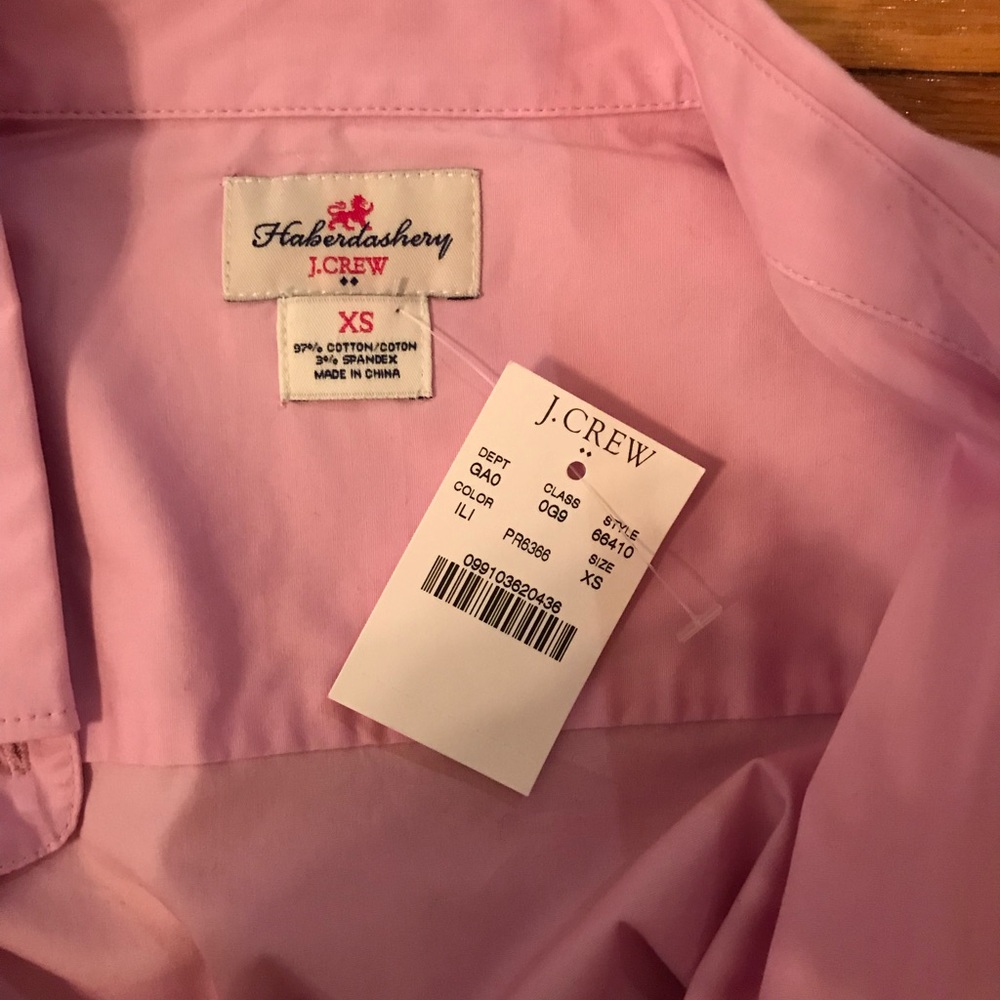 Haberdashery
J.CREW
XS
97% COTTON/COTON
3% SPANDEX
MADE IN CHINA
J.CREW
DEPT CLASS STYLE
GA0 0G9 66410
COLOR SIZE
ILI PR6366 XS
099103620436